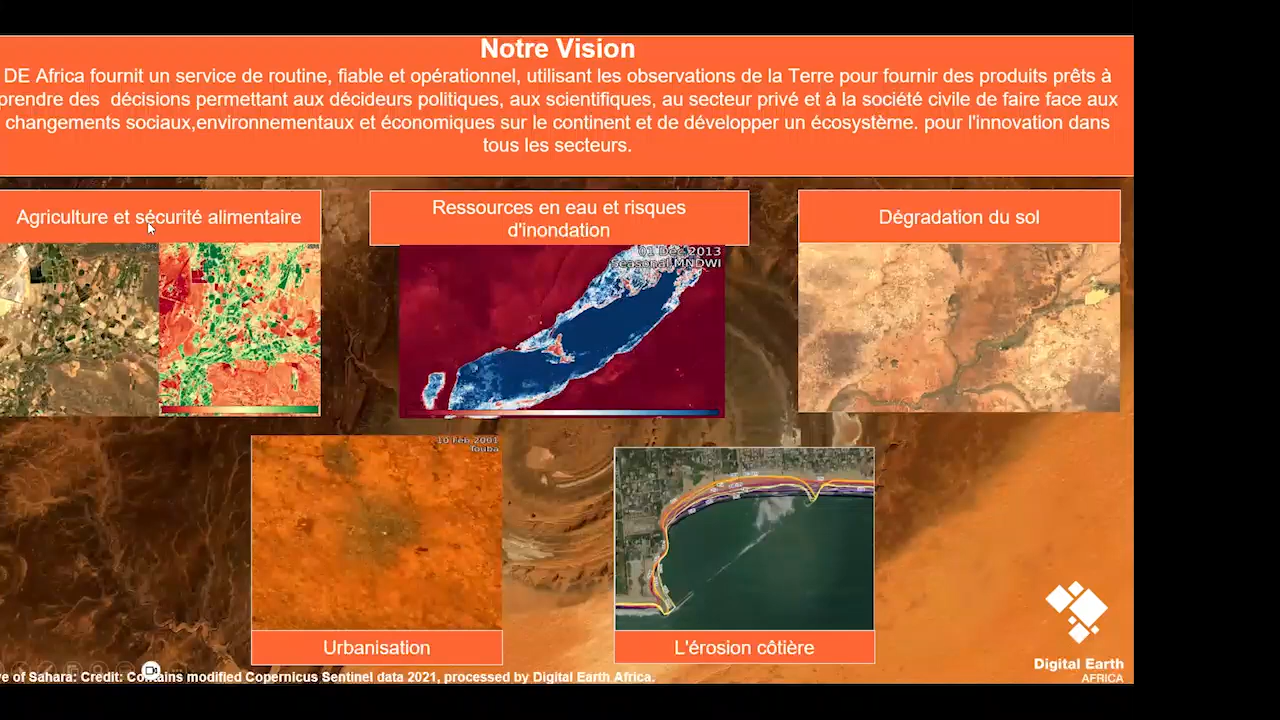 Notre Vision
DE Africa fournit un service de routine, fiable et opérationnel, utilisant les observations de la Terre pour fournir des produits prêts à
prendre des décisions permettant aux décideurs politiques, aux scientifiques, au secteur privé et à la société civile de faire face aux
changements sociaux,environnementaux et économiques sur le continent et de développer un écosystème. pour l'innovation dans
tous les secteurs.
Agriculture et sécurité alimentaire
Ressources en eau et risques
d'inondation
Dégradation du sol
01 Dec 2013
Seasonal MNDWI
10 Feb 2001
Touba
Urbanisation
L'érosion côtière
Digital Earth
AFRICA
of Sahara: Credit: Contains modified Copernicus Sentinel data 2021, processed by Digital Earth Africa.